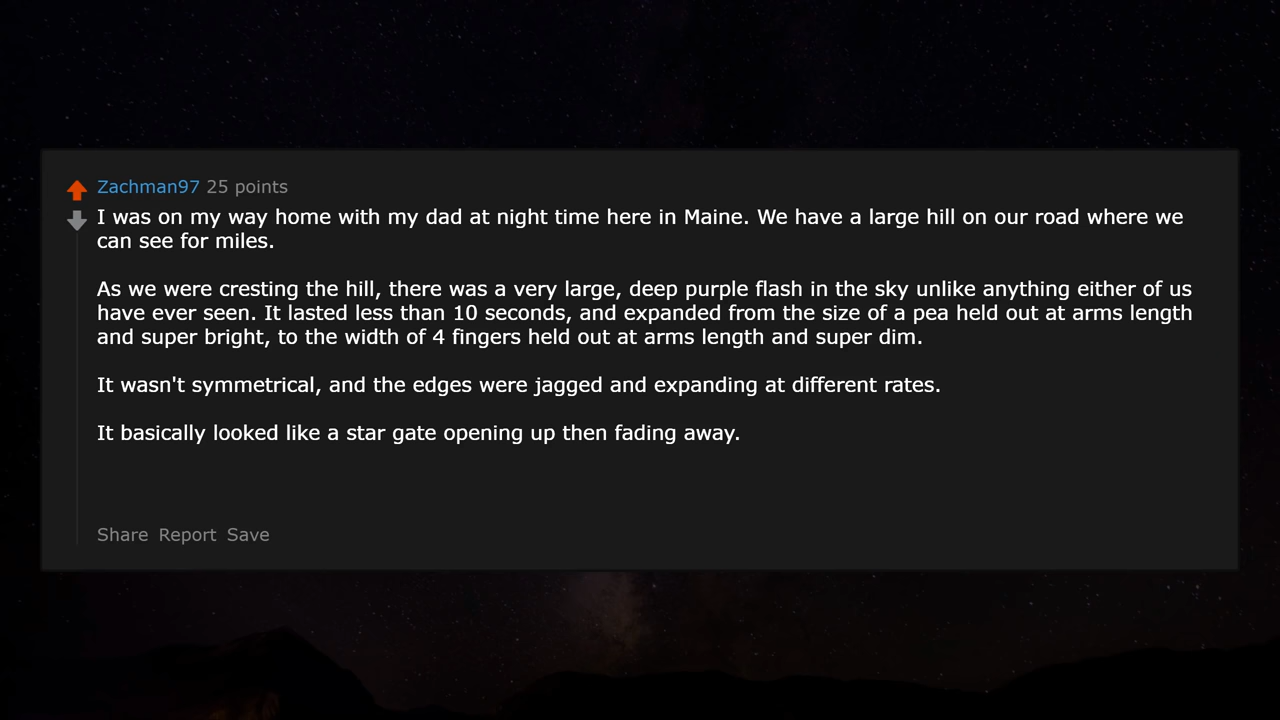 Zachman97 25 points
I was on my way home with my dad at night time here in Maine. We have a large hill on our road where we
can see for miles.
As we were cresting the hill, there was a very large, deep purple flash in the sky unlike anything either of us
have ever seen. It lasted less than 10 seconds, and expanded from the size of a pea held out at arms length
and super bright, to the width of 4 fingers held out at arms length and super dim.
It wasn't symmetrical, and the edges were jagged and expanding at different rates.
It basically looked like a star gate opening up then fading away.
Share Report Save